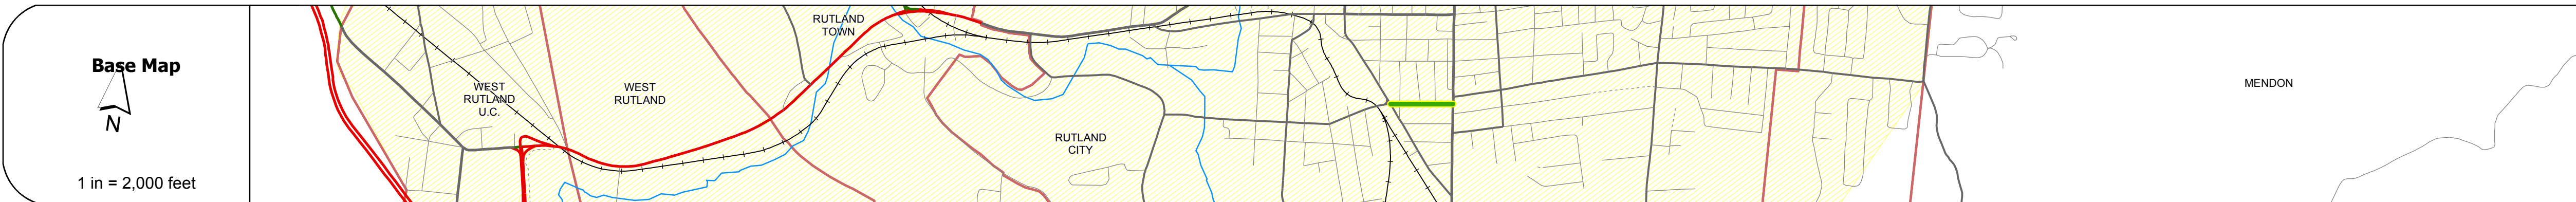 Base Map
N
1 in = 2,000 feet
WEST
RUTLAND
U.C.
WEST
RUTLAND
RUTLAND
TOWN
RUTLAND
CITY
MENDON